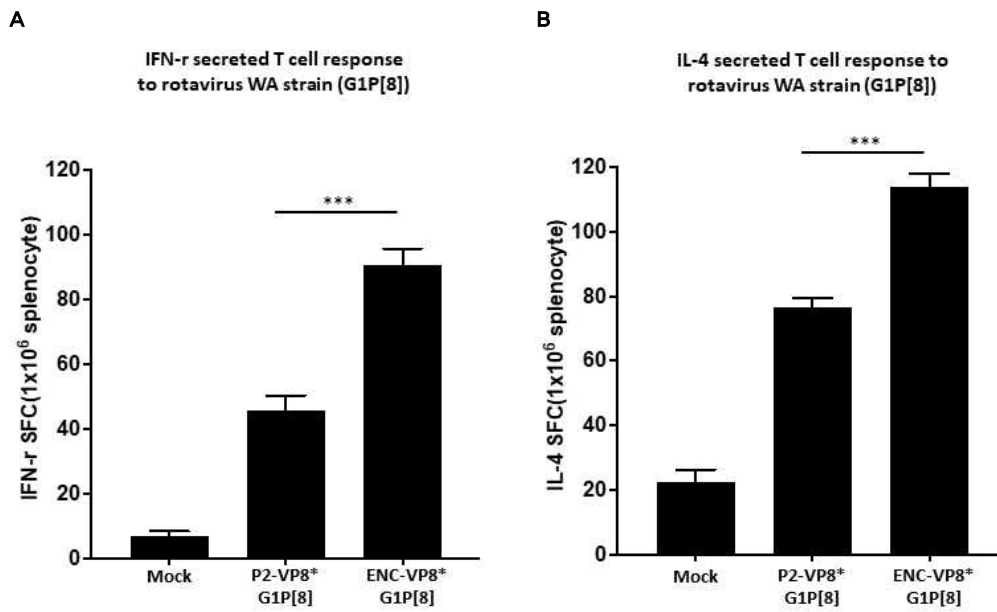 A
IFN-r secreted T cell response
to rotavirus WA strain (G1P[8])
IFN-r SFC(1x10⁶ splenocyte)
120
100
80
60
40
20
0
***
Mock
P2-VP8*
G1P[8]
ENC-VP8*
G1P[8]
B
IL-4 secreted T cell response to
rotavirus WA strain (G1P[8])
IL-4 SFC(1x10⁶ splenocyte)
120
100
80
60
40
20
0
***
Mock
P2-VP8*
G1P[8]
ENC-VP8*
G1P[8]